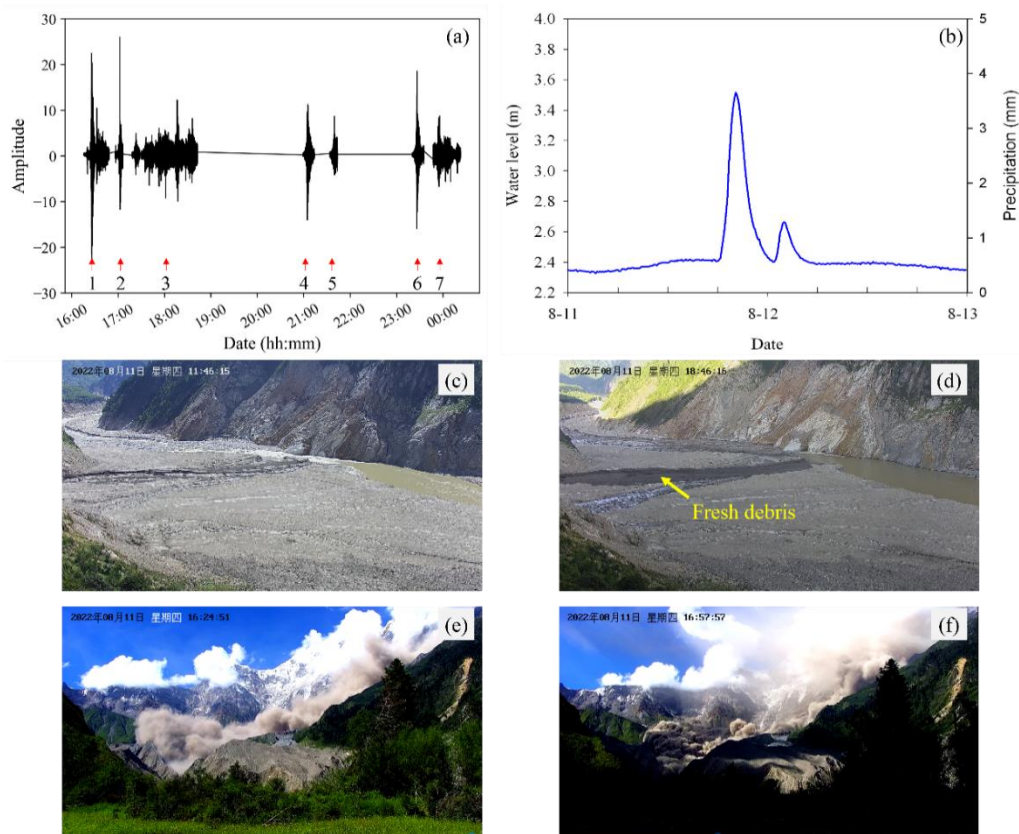 (a)
30
20
10
0
−10
−20
−30
Amplitude
1 2 3 4 5 6 7
16:00 17:00 18:00 19:00 20:00 21:00 22:00 23:00 00:00
Date (hh:mm)
(b)
4.0
3.8
3.6
3.4
3.2
3.0
2.8
2.6
2.4
2.2
Water level (m)
5
4
3
2
1
0
Precipitation (mm)
8-11 8-12 8-13
Date
2022年08月11日 星期四 11:46:15
(c)
2022年08月11日 星期四 18:46:16
(d)
Fresh debris
2022年08月11日 星期四 16:24:51
(e)
2022年08月11日 星期四 16:57:57
(f)